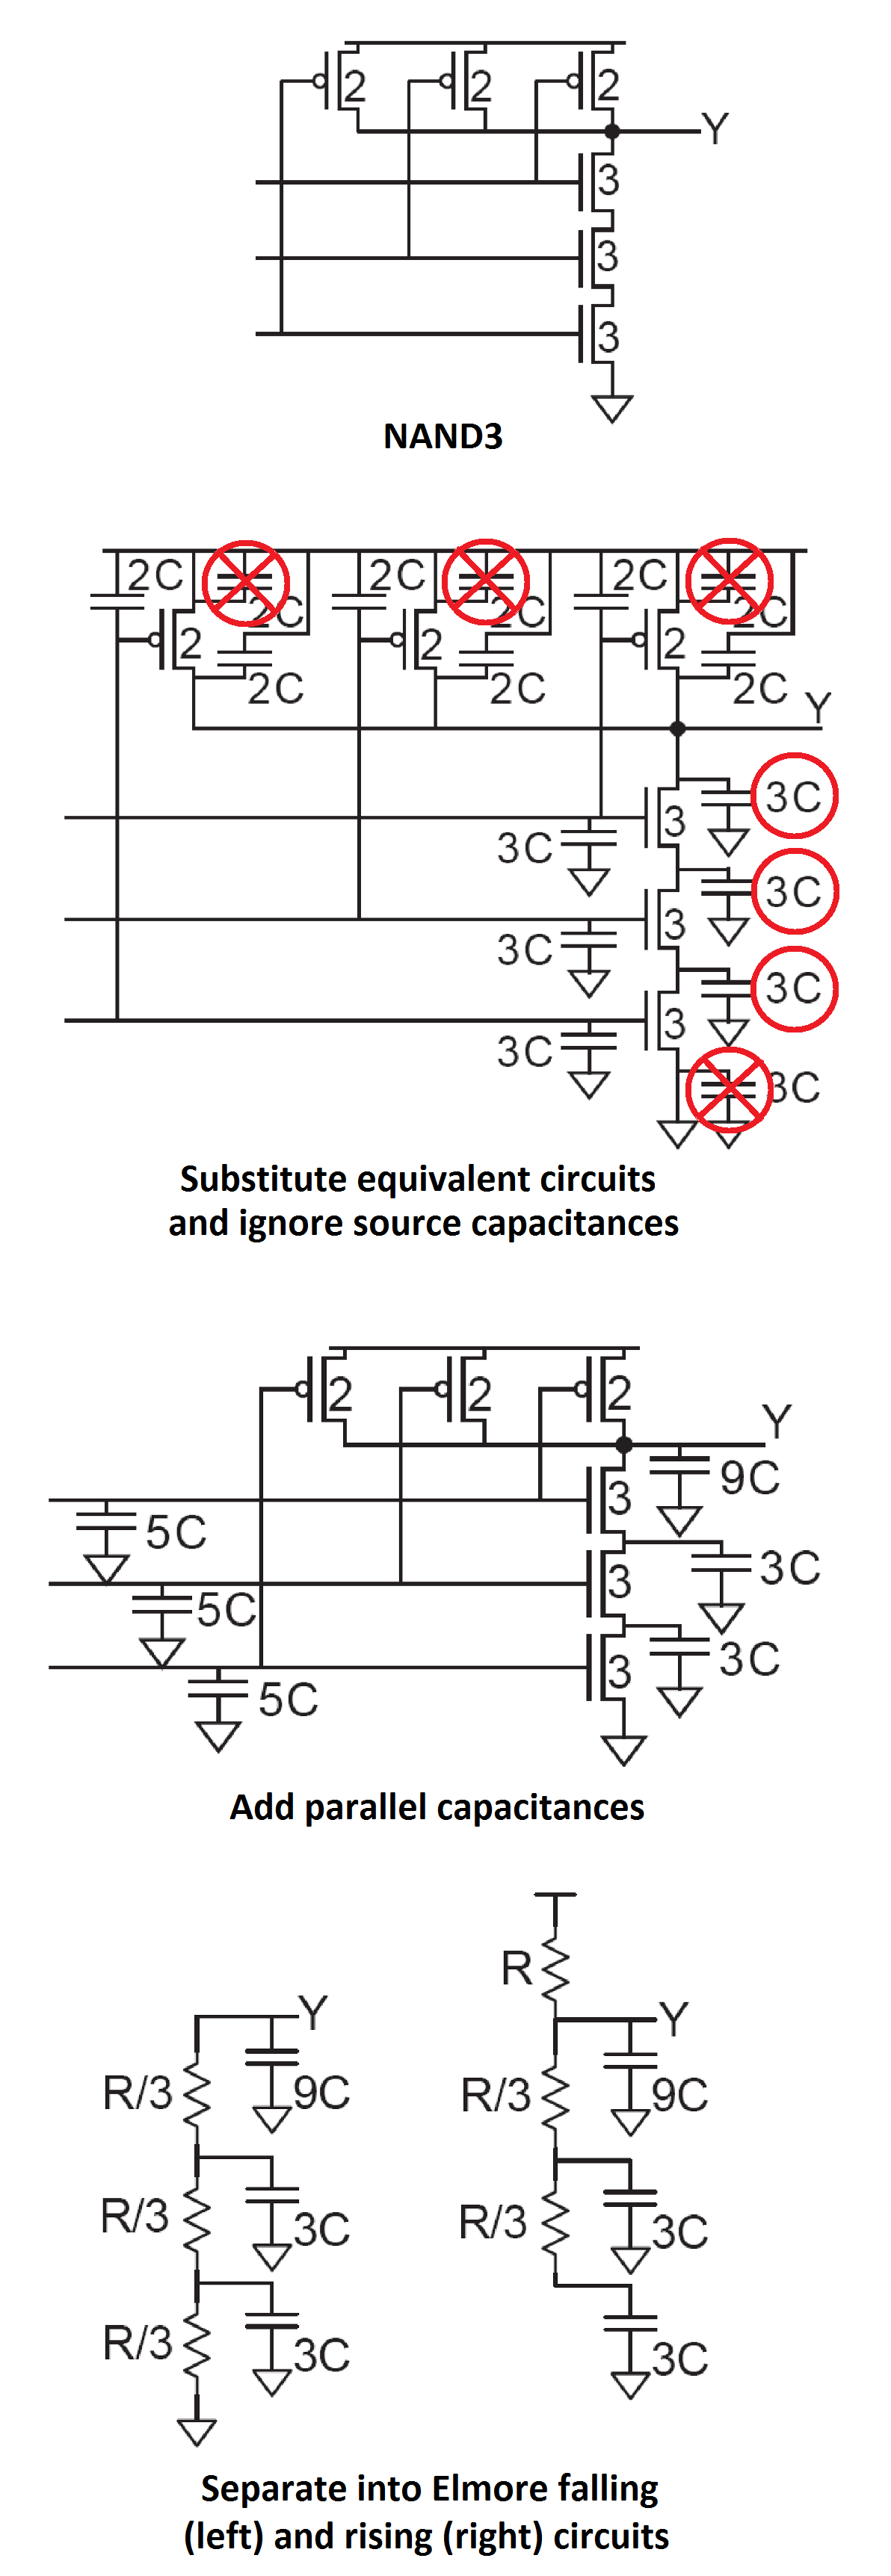 2 2 2
Y
3
3
3
NAND3
2C 2C 2C
2C 2C 2C
2 2 2
2C 2C 2C
Y
3C
3 3C
3C
3 3C
3C
3 3C
3C
Substitute equivalent circuits
and ignore source capacitances
2 2 2
Y
9C
3
5C
3C
3
5C
3C
3
5C
Add parallel capacitances
R
Y Y
R/3 9C R/3 9C
R/3 3C R/3 3C
R/3 3C 3C
Separate into Elmore falling
(left) and rising (right) circuits